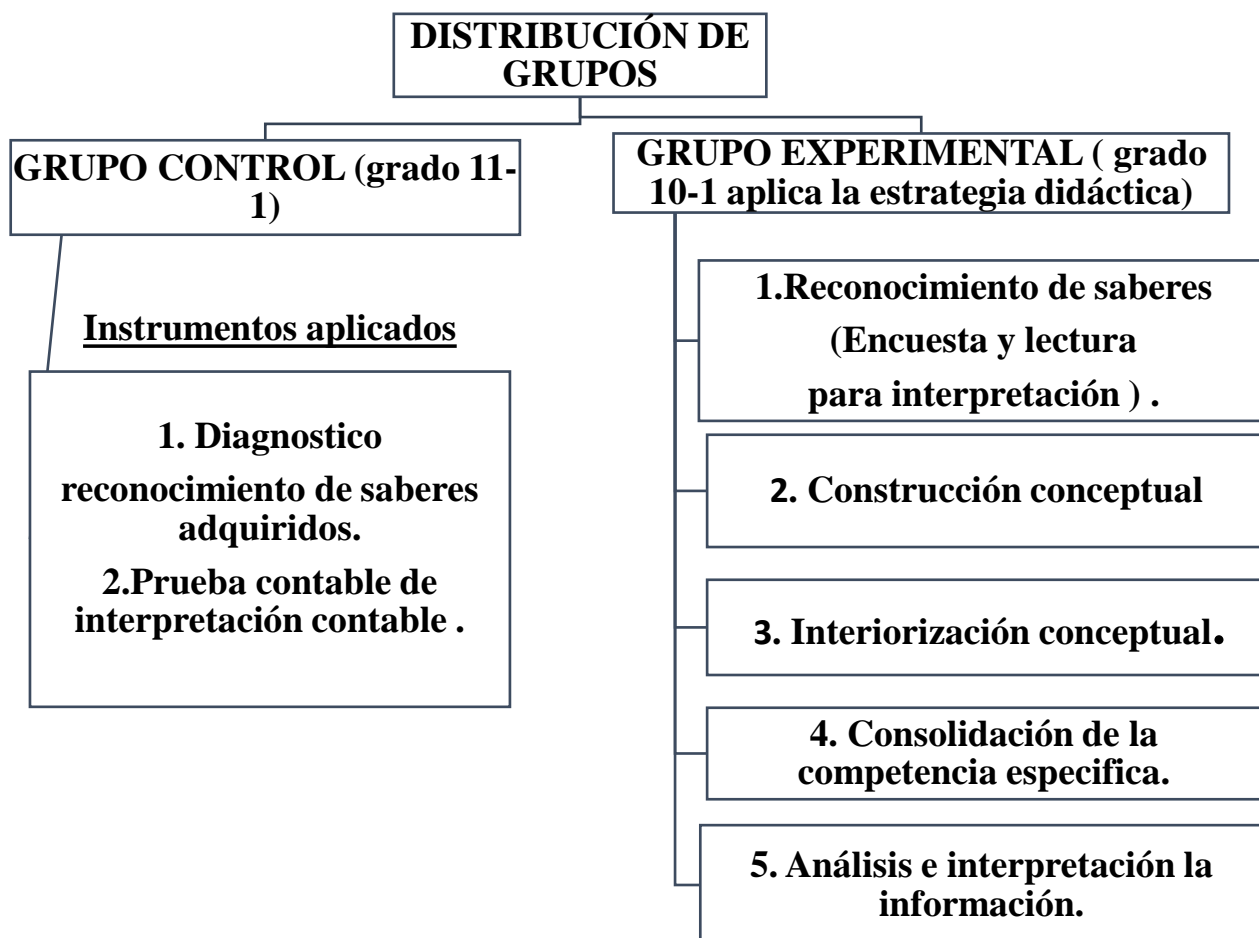 DISTRIBUCIÓN DE
GRUPOS
GRUPO CONTROL (grado 11-
1)
Instrumentos aplicados
1. Diagnostico
reconocimiento de saberes
adquiridos.
2.Prueba contable de
interpretación contable .
GRUPO EXPERIMENTAL ( grado
10-1 aplica la estrategia didáctica)
1.Reconocimiento de saberes
(Encuesta y lectura
para interpretación ) .
2. Construcción conceptual
3. Interiorización conceptual.
4. Consolidación de la
competencia especifica.
5. Análisis e interpretación la
información.